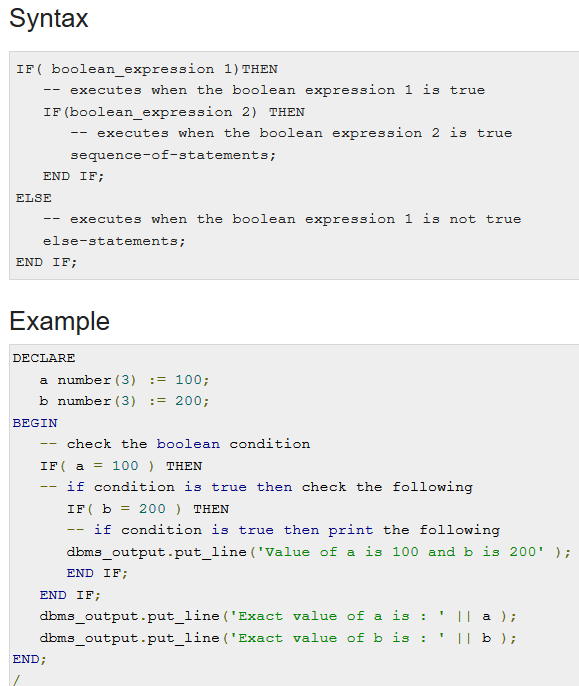 Syntax
IF( boolean_expression 1)THEN
   -- executes when the boolean expression 1 is true
   IF(boolean_expression 2) THEN
      -- executes when the boolean expression 2 is true
      sequence-of-statements;
   END IF;
ELSE
   -- executes when the boolean expression 1 is not true
   else-statements;
END IF;
Example
DECLARE
   a number(3) := 100;
   b number(3) := 200;
BEGIN
   -- check the boolean condition
   IF( a = 100 ) THEN
   -- if condition is true then check the following
      IF( b = 200 ) THEN
      -- if condition is true then print the following
      dbms_output.put_line('Value of a is 100 and b is 200' );
      END IF;
   END IF;
   dbms_output.put_line('Exact value of a is : ' || a );
   dbms_output.put_line('Exact value of b is : ' || b );
END;
/